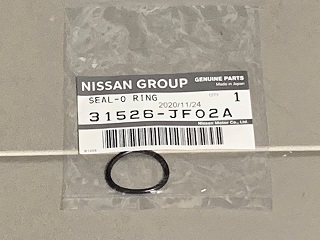 NISSAN GROUP GENUINE PARTS
Made in Japan
SEAL-O RING QTY 1
2020/11/24
31526-JF02A
Nissan Motor Co., Ltd.